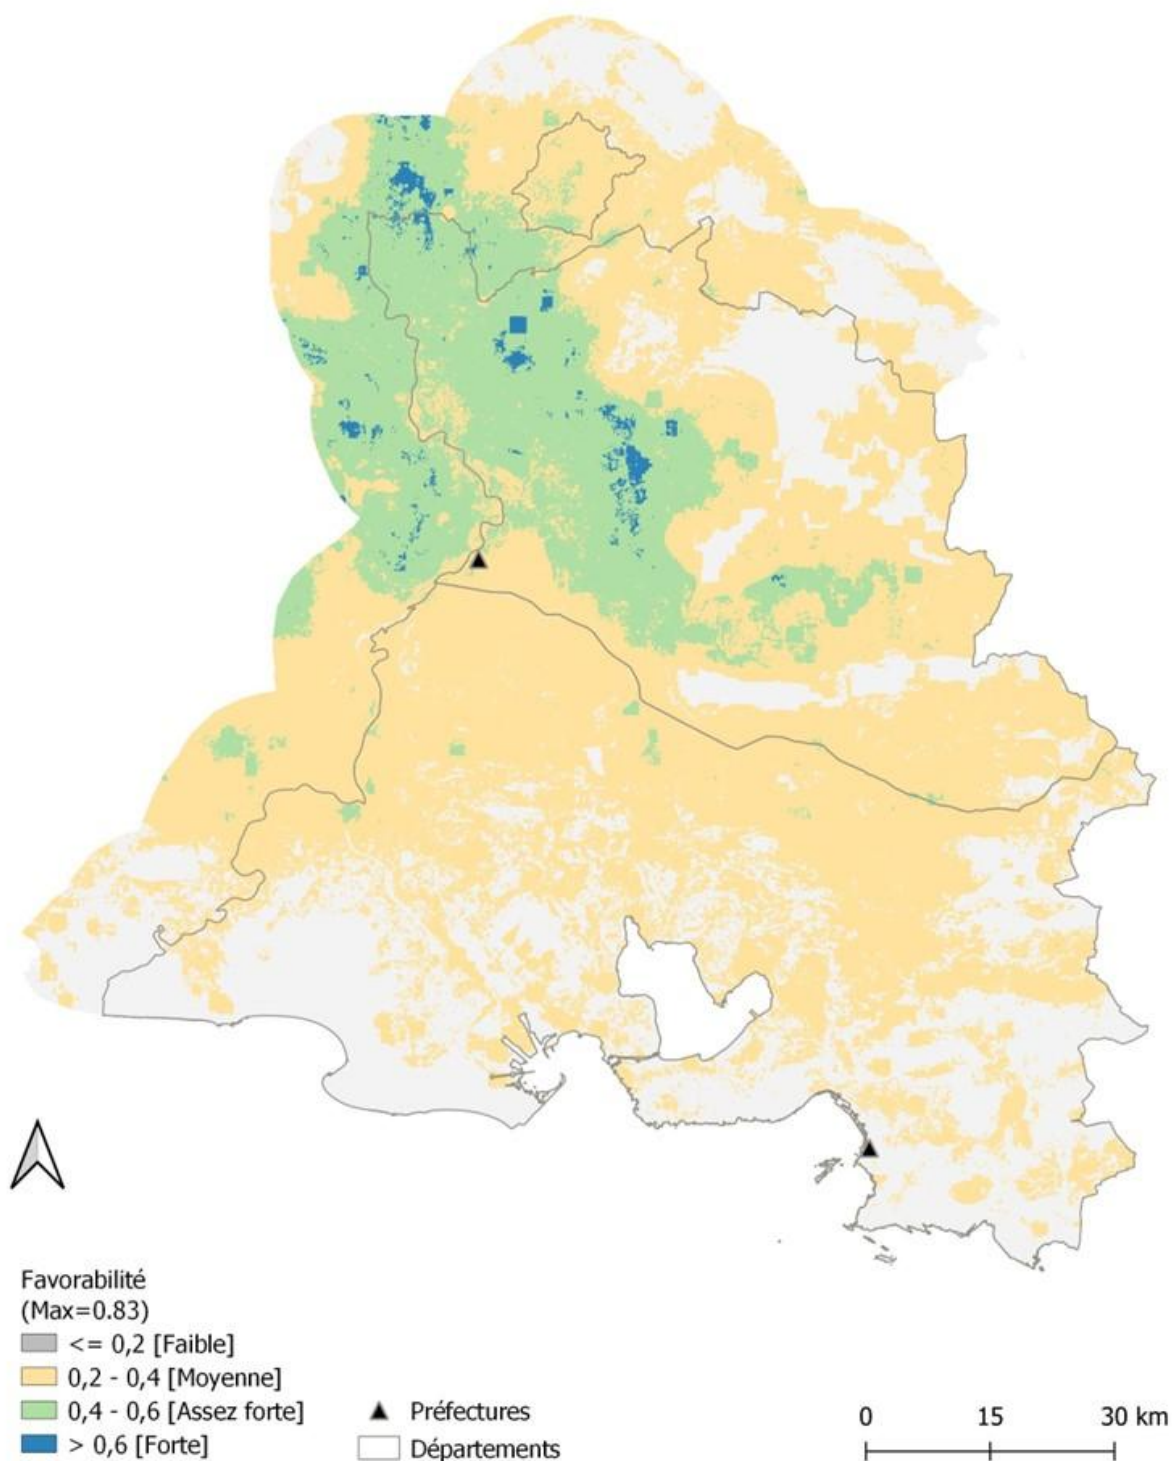 Favorabilité
(Max=0.83)
<= 0,2 [Faible]
0,2 - 0,4 [Moyenne]
0,4 - 0,6 [Assez forte]
> 0,6 [Forte]
Préfectures
Départements
0 15 30 km